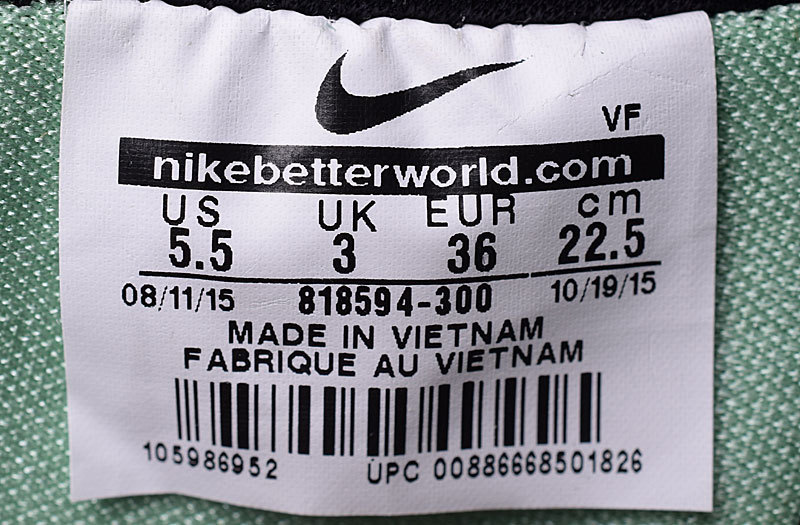 VF
nikebetterworld.com
US UK EUR cm
5.5 3 36 22.5
08/11/15 818594-300 10/19/15
MADE IN VIETNAM
FABRIQUE AU VIETNAM
105986952 UPC 00886668501826